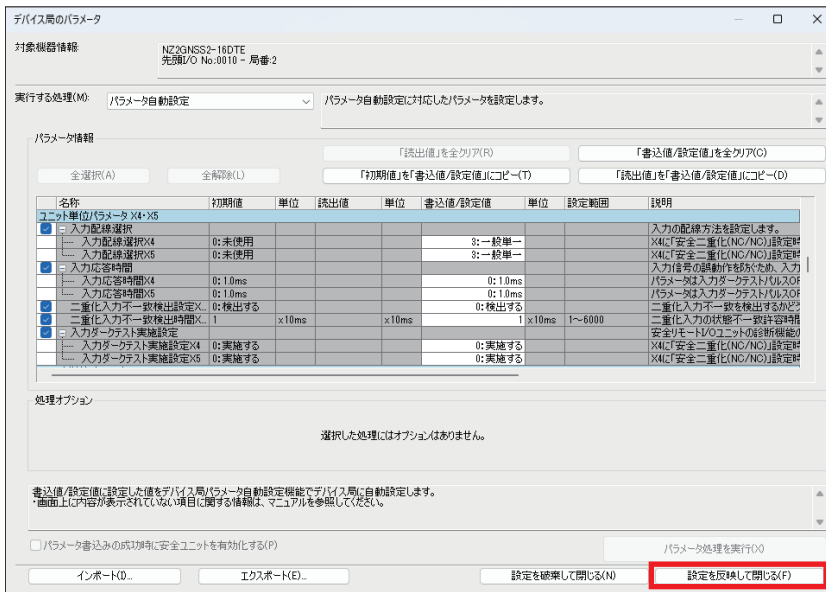 デバイス局のパラメータ
対象機器情報:
NZ2GNSS2-16DTE
先頭I/O No.:0010 - 局番:2
実行する処理(M): パラメータ自動設定
パラメータ自動設定に対応したパラメータを設定します。
パラメータ情報
「読出値」を全クリア(R) 「書込値/設定値」を全クリア(C)
全選択(A) 全解除(L) 「初期値」を「書込値/設定値」にコピー(T) 「読出値」を「書込値/設定値」にコピー(D)
名称 初期値 単位 読出値 単位 書込値/設定値 単位 設定範囲 説明
ユニット単位パラメータ X4・X5
入力配線選択 入力の配線方法を設定します。
入力配線選択X4 0:未使用 3:一般単一 X4に「安全二重化(NC/NC)」設定時
入力配線選択X5 0:未使用 3:一般単一 X4に「安全二重化(NC/NC)」設定時
入力応答時間 入力信号の誤動作を防ぐため、入力
入力応答時間X4 0:1.0ms 0:1.0ms パラメータは入力ダークテストパルスOF
入力応答時間X5 0:1.0ms 0:1.0ms パラメータは入力ダークテストパルスOF
二重化入力不一致検出設定X... 0:検出する 0:検出する 二重化入力不一致を検出するかどう
二重化入力不一致検出時間X... 1 ×10ms ×10ms 1 ×10ms 1～6000 二重化入力の状態不一致許容時間
入力ダークテスト実施設定 安全リモートI/Oユニットの診断機能の
入力ダークテスト実施設定X4 0:実施する 0:実施する X4に「安全二重化(NC/NC)」設定時
入力ダークテスト実施設定X5 0:実施する 0:実施する X4に「安全二重化(NC/NC)」設定時
処理オプション
選択した処理にはオプションはありません。
書込値/設定値に設定した値をデバイス局パラメータ自動設定機能でデバイス局に自動設定します。
・画面上に内容が表示されていない項目に関する情報は、マニュアルを参照してください。
パラメータ書込みの成功時に安全ユニットを有効化する(P)
パラメータ処理を実行(X)
インポート(I)... エクスポート(E)... 設定を破棄して閉じる(N) 設定を反映して閉じる(F)